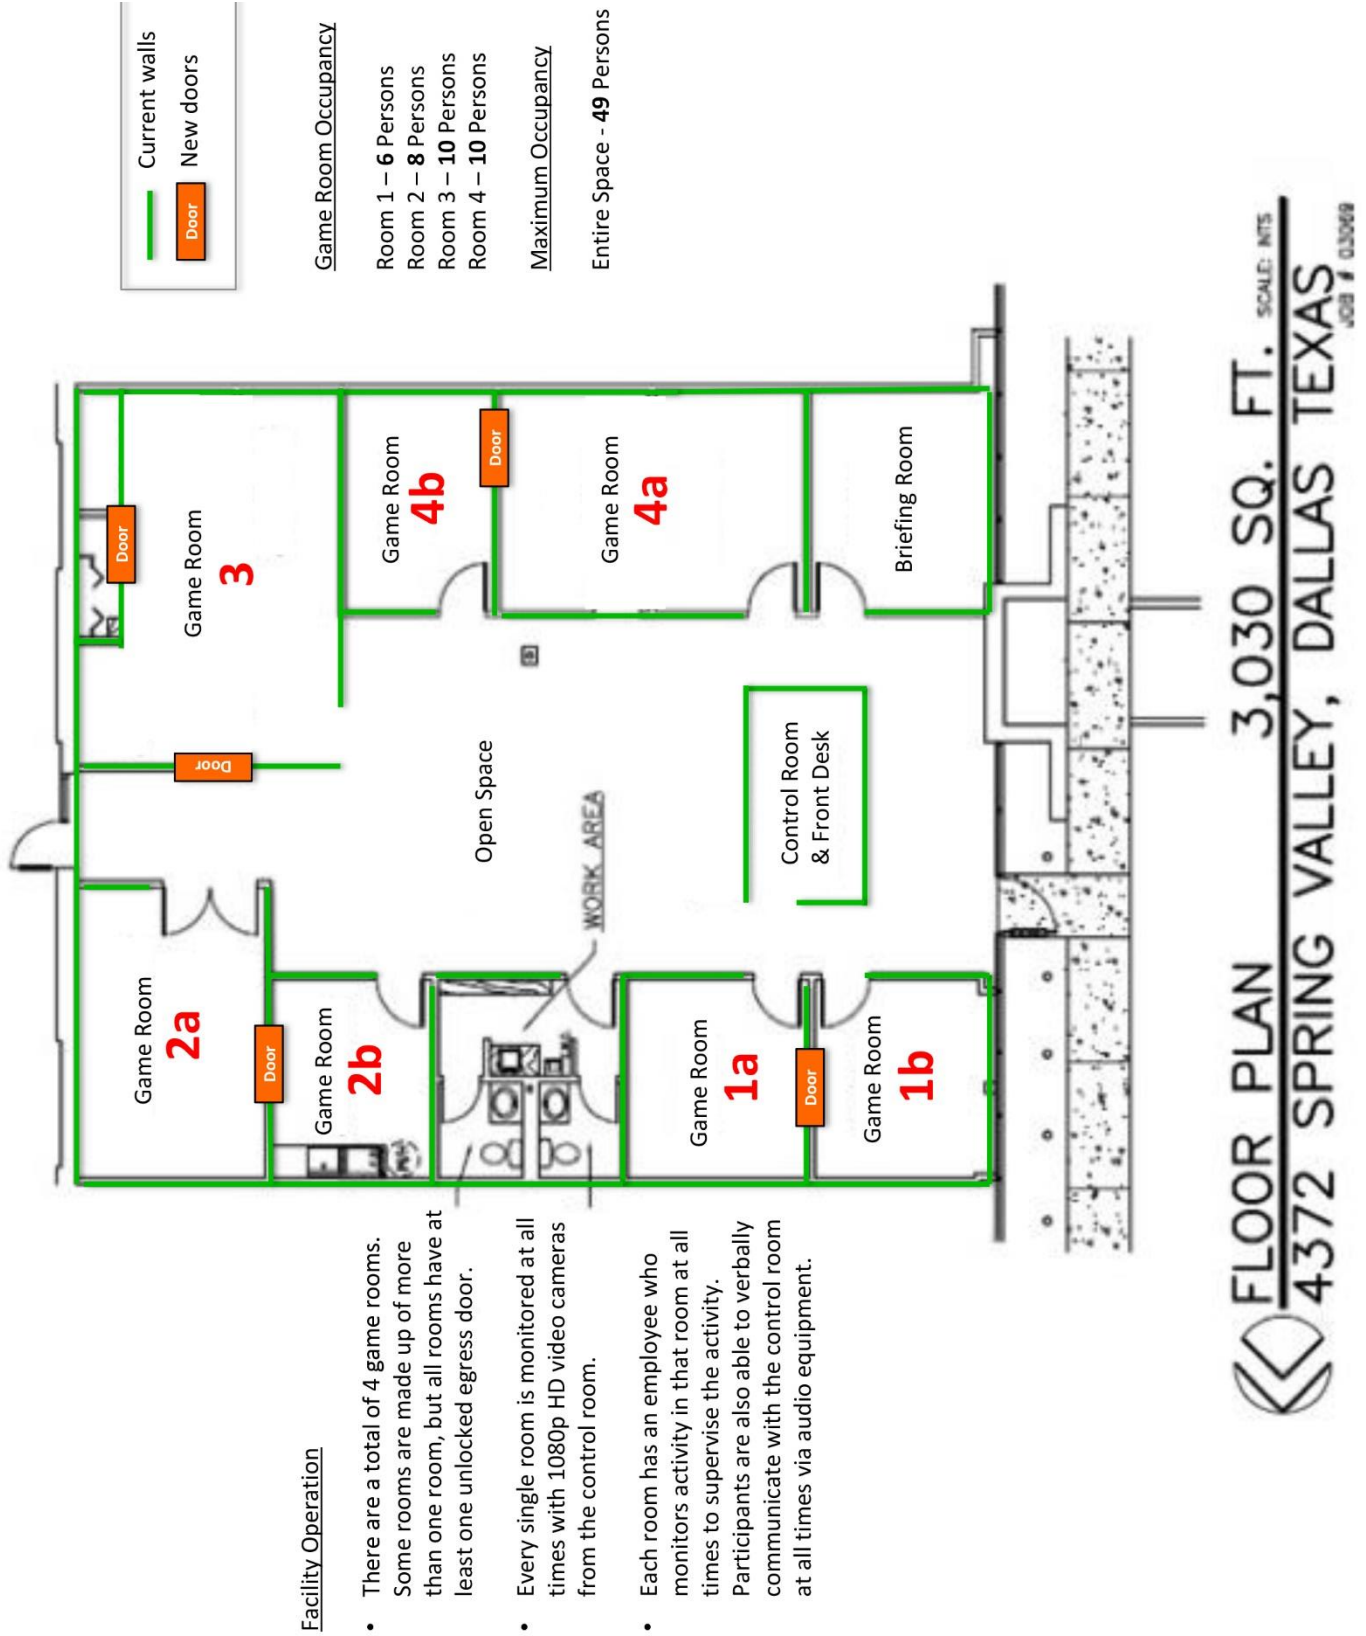 Facility Operation
• There are a total of 4 game rooms.
Some rooms are made up of more
than one room, but all rooms have at
least one unlocked egress door.
• Every single room is monitored at all
times with 1080p HD video cameras
from the control room.
• Each room has an employee who
monitors activity in that room at all
times to supervise the activity.
Participants are also able to verbally
communicate with the control room
at all times via audio equipment.
Game Room
2a
Door
Game Room
2b
WORK AREA
Game Room
1a
Door
Game Room
1b
Door
Open Space
Control Room
& Front Desk
Door
Game Room
3
Game Room
4b
Door
Game Room
4a
Briefing Room
Current walls
Door
New doors
Game Room Occupancy
Room 1 – 6 Persons
Room 2 – 8 Persons
Room 3 – 10 Persons
Room 4 – 10 Persons
Maximum Occupancy
Entire Space - 49 Persons
FLOOR PLAN 3,030 SQ. FT. SCALE: NTS
4372 SPRING VALLEY, DALLAS TEXAS
JOB # 03069